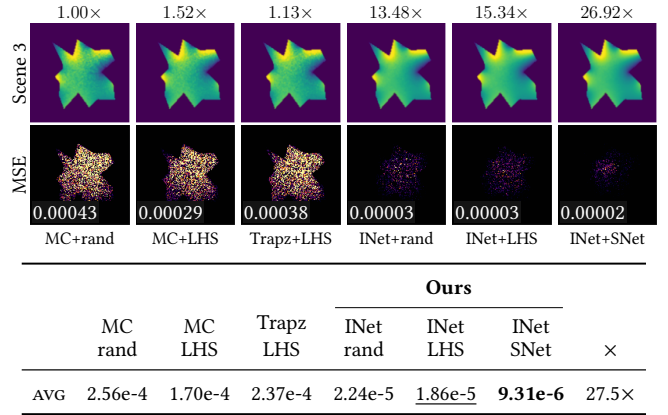 1.00× 1.52× 1.13× 13.48× 15.34× 26.92×
Scene 3
MSE
0.00043 0.00029 0.00038 0.00003 0.00003 0.00002
MC+rand MC+LHS Trapz+LHS INet+rand INet+LHS INet+SNet
Ours
MC MC Trapz INet INet INet
rand LHS LHS rand LHS SNet ×
AVG 2.56e-4 1.70e-4 2.37e-4 2.24e-5 1.86e-5 9.31e-6 27.5×